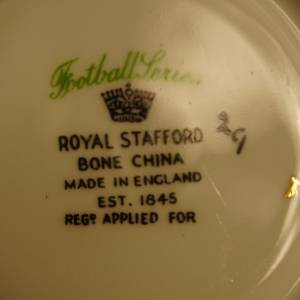 Football Series
ROYAL STAFFORD
BONE CHINA
MADE IN ENGLAND
EST. 1845
REGD APPLIED FOR